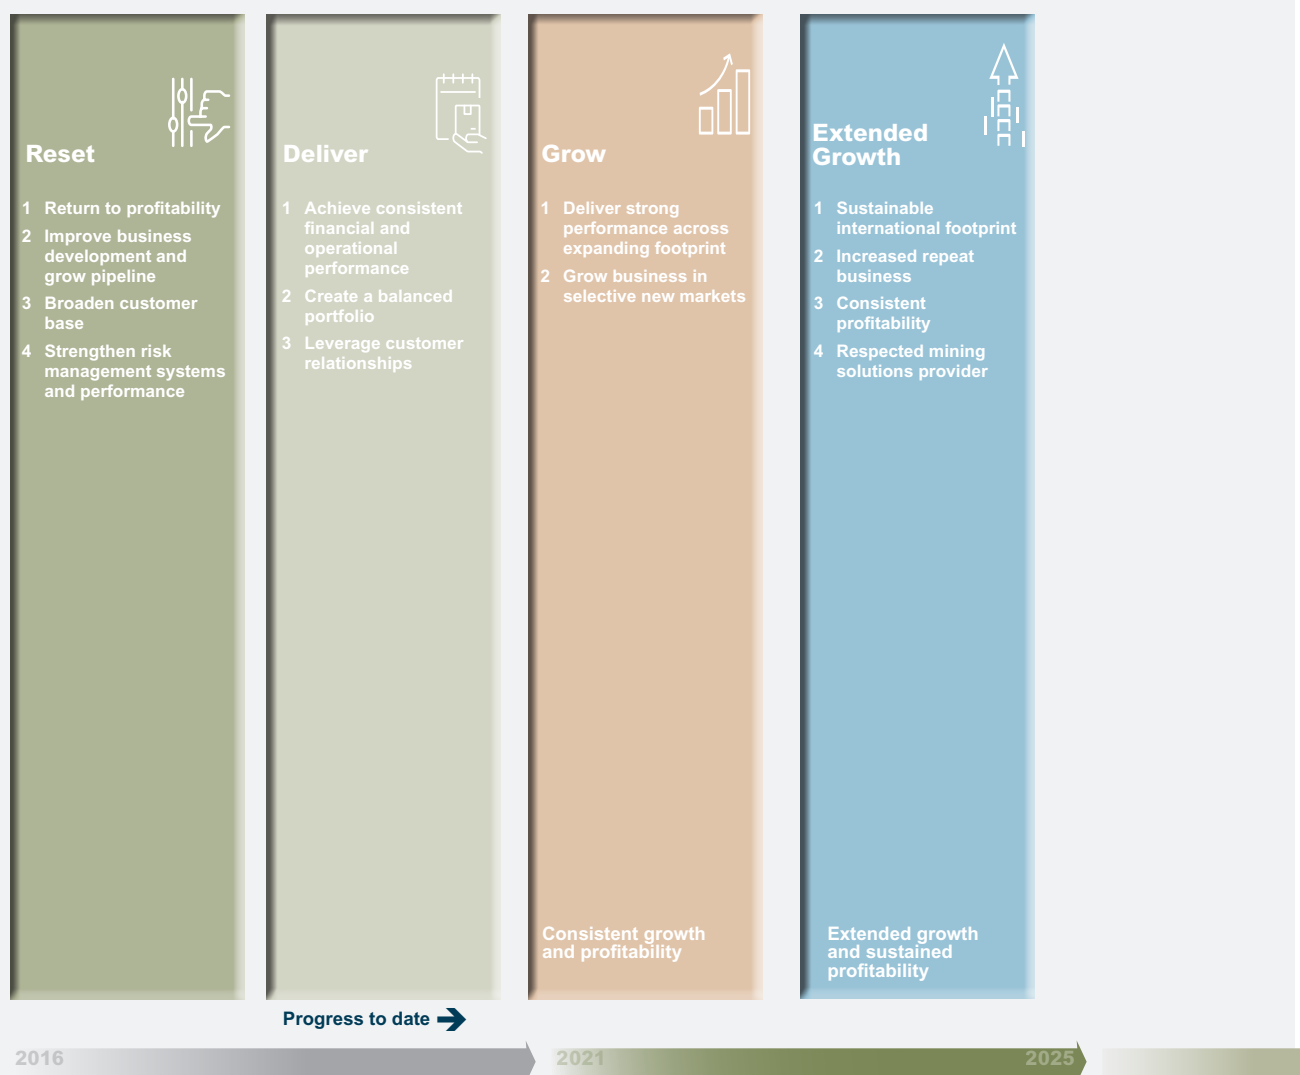 Reset
1 Return to profitability
2 Improve business
development and
grow pipeline
3 Broaden customer
base
4 Strengthen risk
management systems
and performance
Deliver
1 Achieve consistent
financial and
operational
performance
2 Create a balanced
portfolio
3 Leverage customer
relationships
Grow
1 Deliver strong
performance across
expanding footprint
2 Grow business in
selective new markets
Consistent growth
and profitability
Extended
Growth
1 Sustainable
international footprint
2 Increased repeat
business
3 Consistent
profitability
4 Respected mining
solutions provider
Extended growth
and sustained
profitability
Progress to date
2016
2021
2025